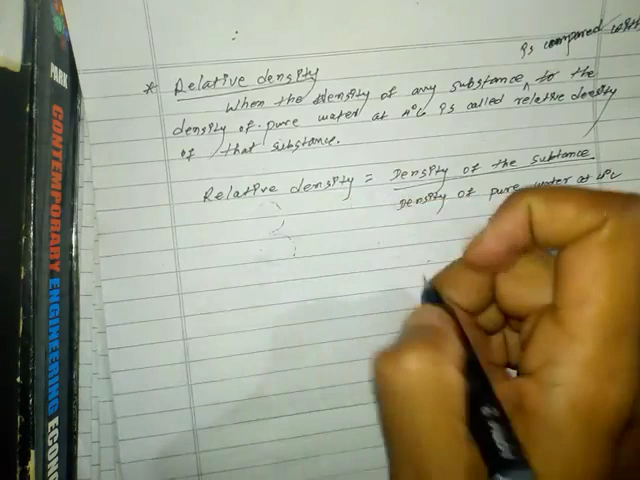 is compared with
* Relative density
When the density of any substance ^ to the
density of pure water at 4°C is called relative density
of that substance.
Relative density = Density of the subtance
Density of pure water at 4°C
PARK
CONTEMPORARY ENGINEERING ECONO